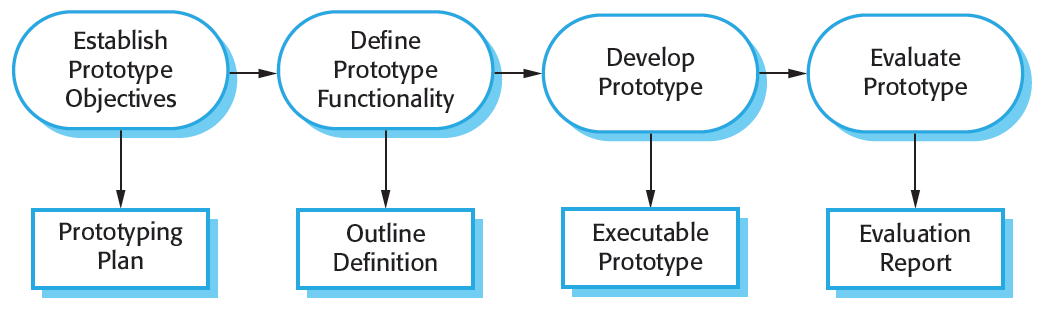 Establish
Prototype
Objectives
Define
Prototype
Functionality
Develop
Prototype
Evaluate
Prototype
Prototyping
Plan
Outline
Definition
Executable
Prototype
Evaluation
Report